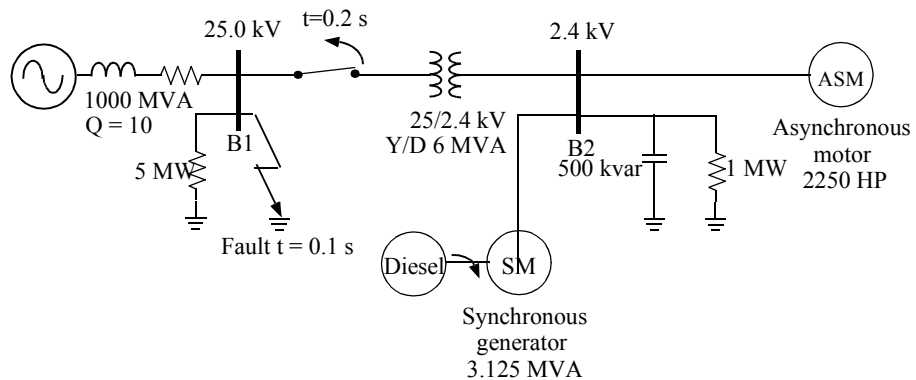 25.0 kV
t=0.2 s
2.4 kV
1000 MVA
Q = 10
B1
5 MW
Fault t = 0.1 s
25/2.4 kV
Y/D 6 MVA
B2
500 kvar
1 MW
ASM
Asynchronous
motor
2250 HP
Diesel
SM
Synchronous
generator
3.125 MVA